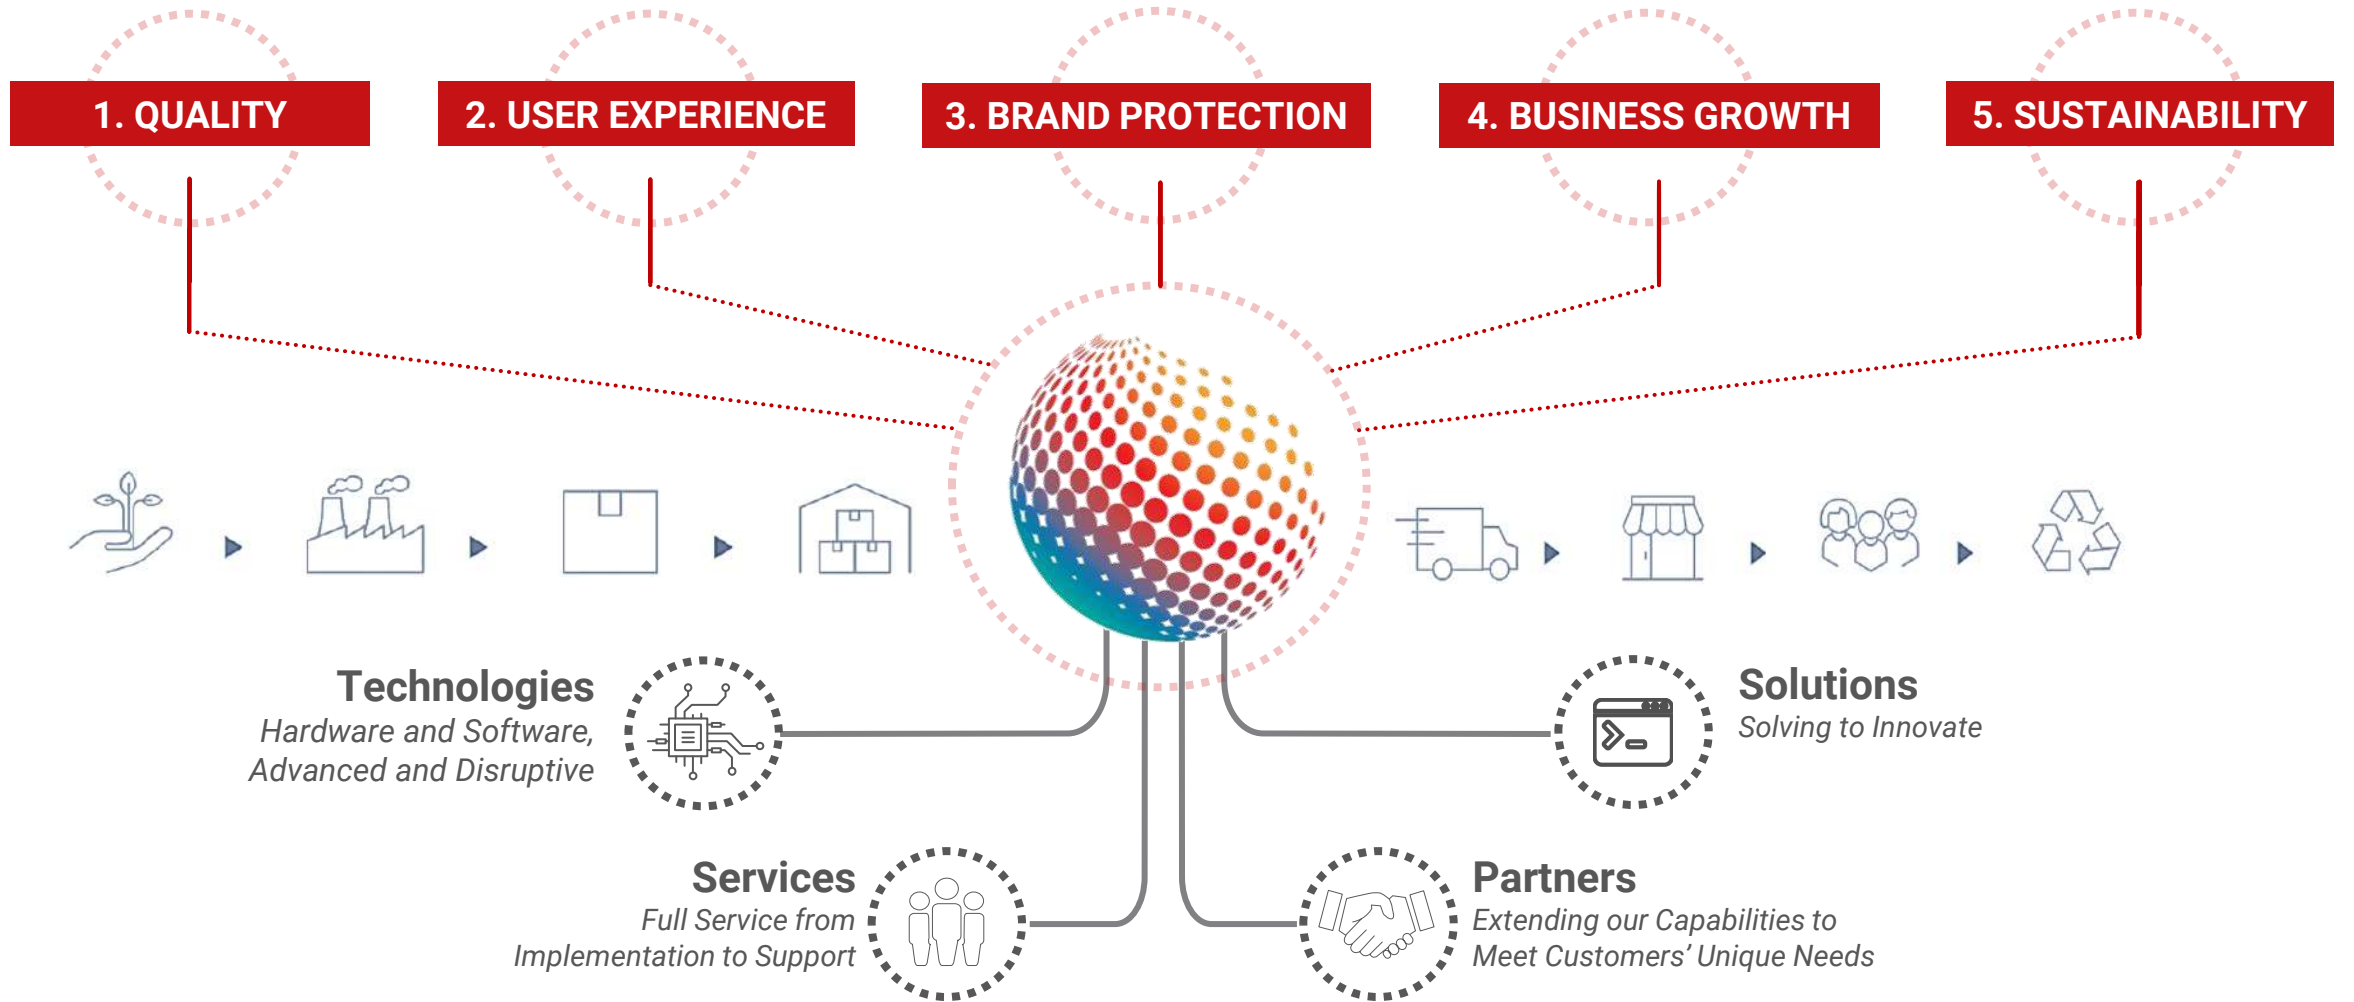 1. QUALITY
2. USER EXPERIENCE
3. BRAND PROTECTION
4. BUSINESS GROWTH
5. SUSTAINABILITY
Technologies
Hardware and Software,
Advanced and Disruptive
Solutions
Solving to Innovate
Services
Full Service from
Implementation to Support
Partners
Extending our Capabilities to
Meet Customers’ Unique Needs